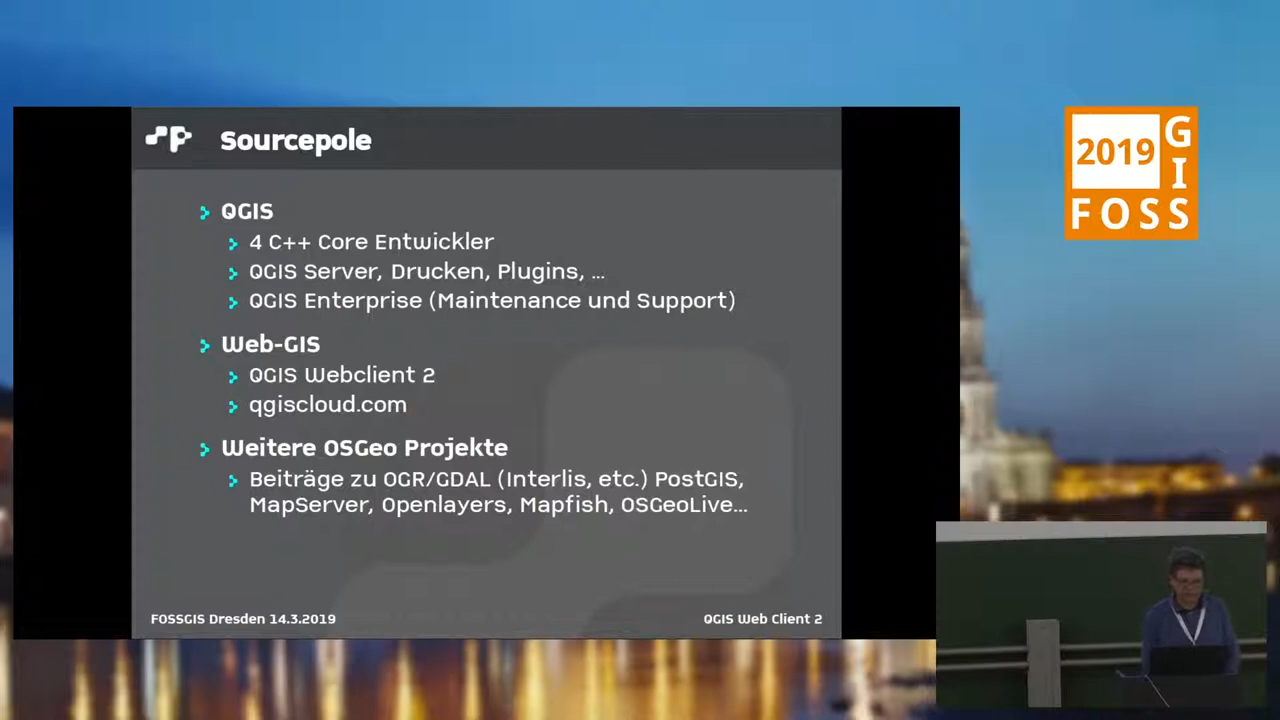 Sourcepole
QGIS
4 C++ Core Entwickler
QGIS Server, Drucken, Plugins, ...
QGIS Enterprise (Maintenance und Support)
Web-GIS
QGIS Webclient 2
qgiscloud.com
Weitere OSGeo Projekte
Beiträge zu OGR/GDAL (Interlis, etc.) PostGIS,
MapServer, Openlayers, Mapfish, OSGeoLive...
FOSSGIS Dresden 14.3.2019
QGIS Web Client 2
2019
GIS
FOSS